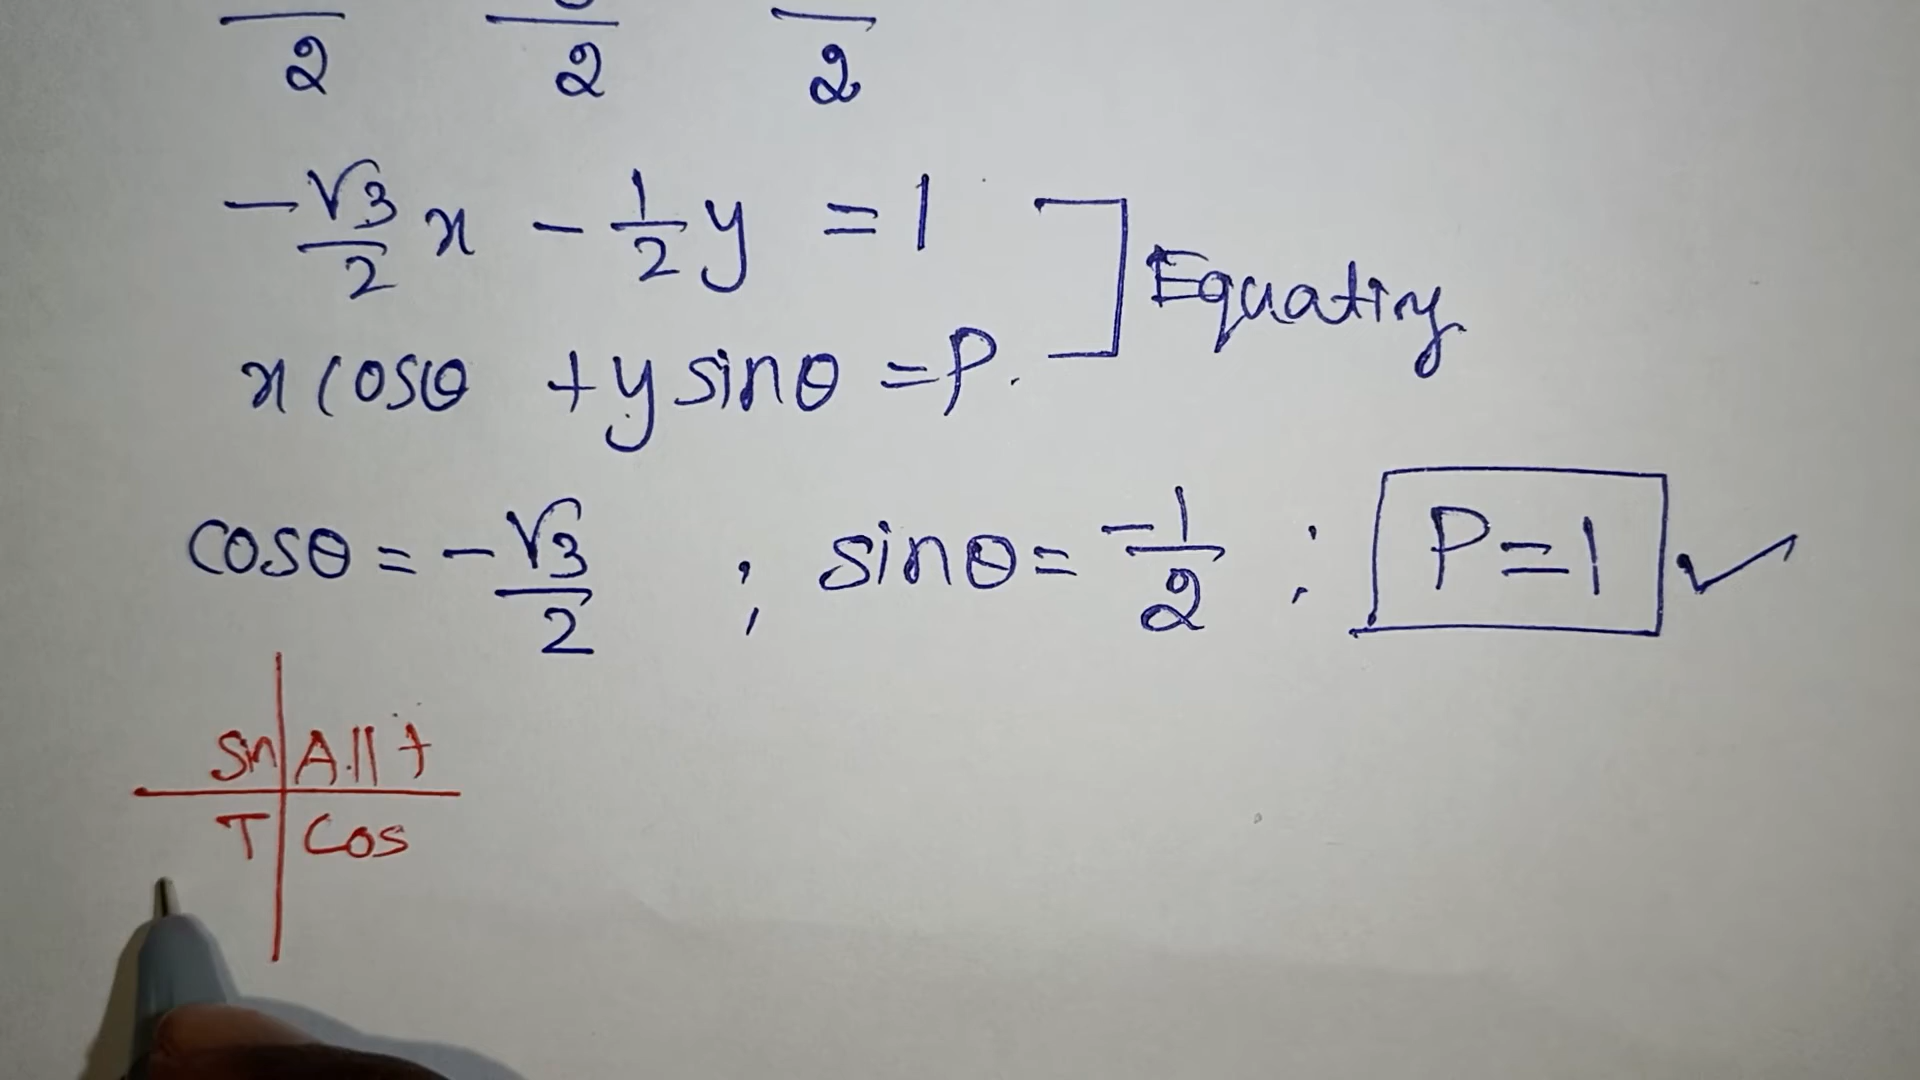 2 2 2
-√3/2 x - 1/2 y = 1
x cosθ + y sinθ = P.
Equating
cosθ = -√3/2 ; sinθ = -1/2 ; P=1 ✓
Sin All +
T Cos